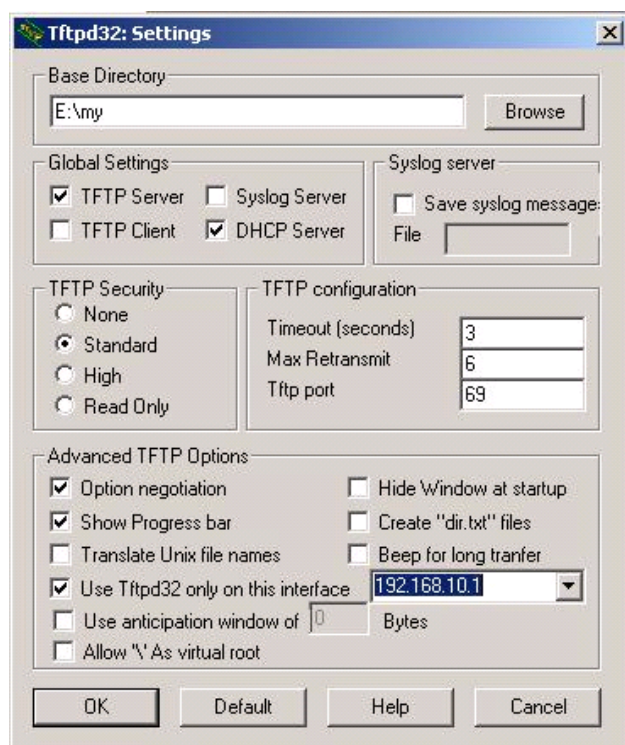 Tftpd32: Settings
Base Directory
E:\my
Browse
Global Settings
TFTP Server
Syslog Server
TFTP Client
DHCP Server
Syslog server
Save syslog message
File
TFTP Security
None
Standard
High
Read Only
TFTP configuration
Timeout (seconds)
3
Max Retransmit
6
Tftp port
69
Advanced TFTP Options
Option negotiation
Hide Window at startup
Show Progress bar
Create "dir.txt" files
Translate Unix file names
Beep for long tranfer
Use Tftpd32 only on this interface
192.168.10.1
Use anticipation window of
0
Bytes
Allow '\' As virtual root
OK
Default
Help
Cancel